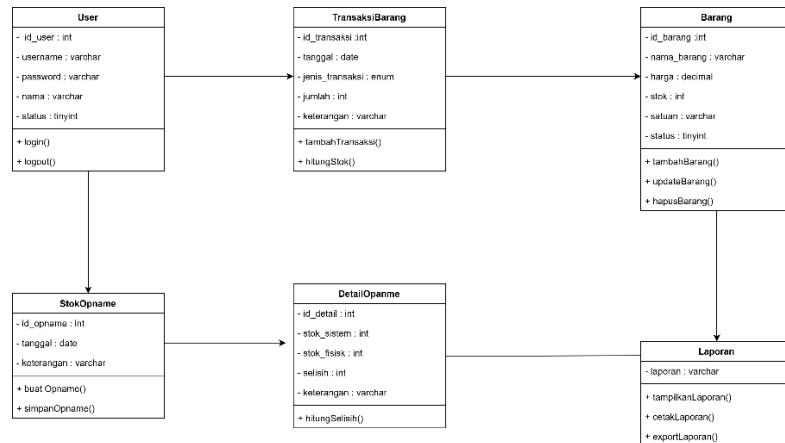 User
- id_user : int
- username : varchar
- password : varchar
- nama : varchar
- status : tinyint
+ login()
+ logout()
TransaksiBarang
- id_transaksi :int
- tanggal : date
- jenis_transaksi : enum
- jumlah : int
- keterangan : varchar
+ tambahTransaksi()
+ hitungStok()
Barang
- id_barang :int
- nama_barang : varchar
- harga : decimal
- stok : int
- satuan : varchar
- status : tinyint
+ tambahBarang()
+ updateBarang()
+ hapusBarang()
StokOpname
- id_opname : int
- tanggal : date
- keterangan : varchar
+ buat Opname()
+ simpanOpname()
DetailOpanme
- id_detail : int
- stok_sistem : int
- stok_fisisk : int
- selisih : int
- keterangan : varchar
+ hitungSelisih()
Laporan
- laporan : varchar
+ tampilkanLaporan()
+ cetakLaporan()
+ exportLaporan()